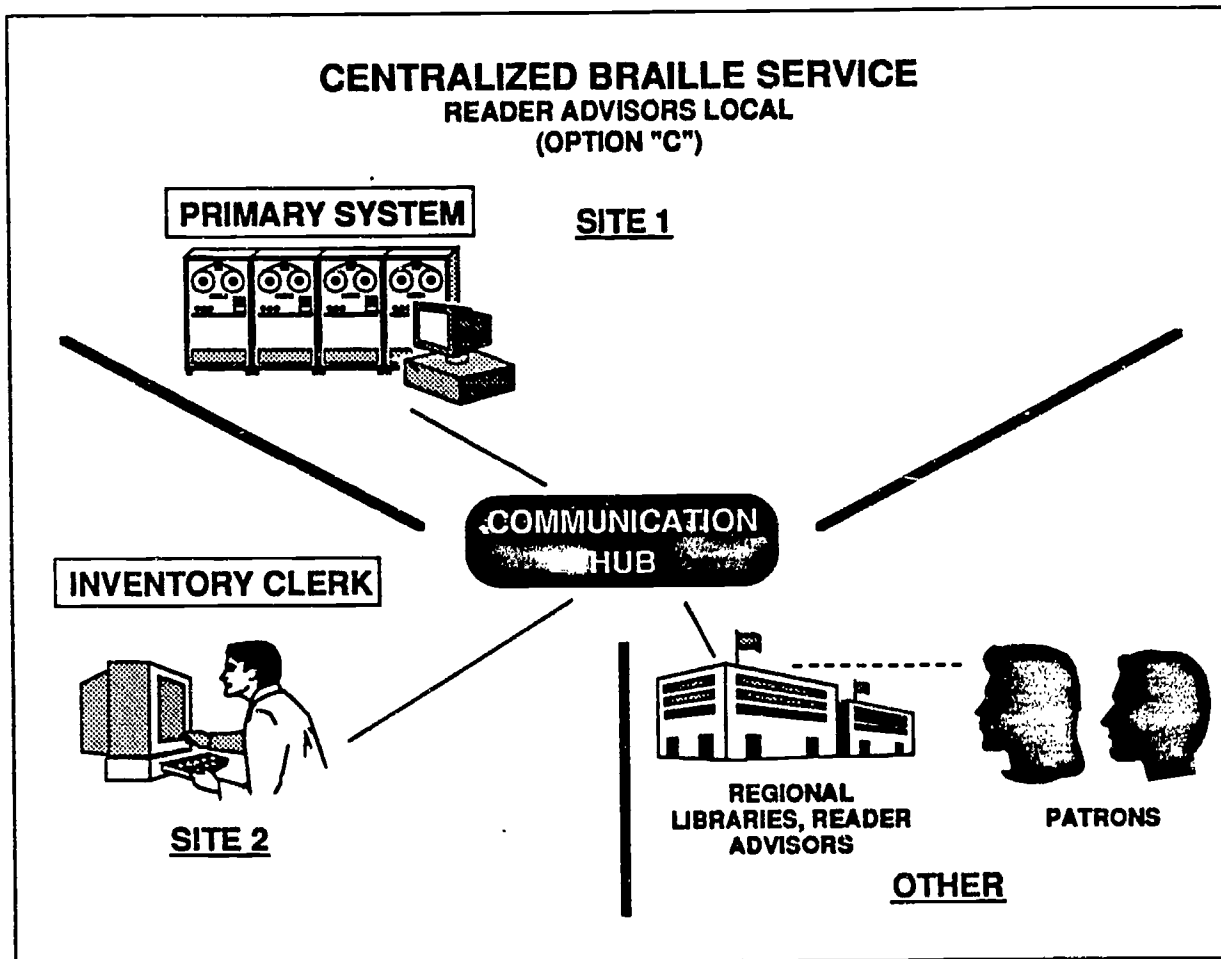 CENTRALIZED BRAILLE SERVICE
READER ADVISORS LOCAL
(OPTION "C")
PRIMARY SYSTEM
SITE 1
COMMUNICATION
HUB
INVENTORY CLERK
SITE 2
REGIONAL
LIBRARIES, READER
ADVISORS
PATRONS
OTHER